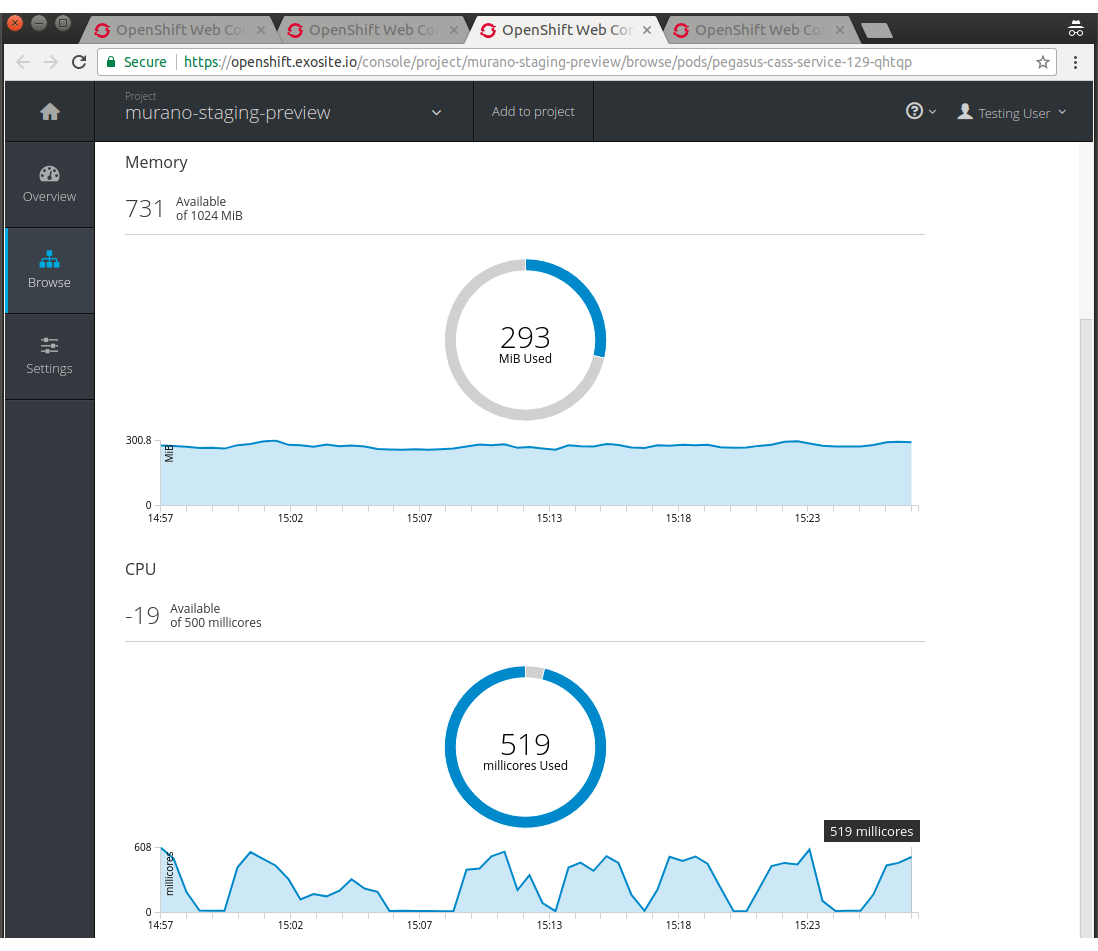 OpenShift Web Cor × OpenShift Web Cor × OpenShift Web Cor × OpenShift Web Cor ×
Secure https://openshift.exosite.io/console/project/murano-staging-preview/browse/pods/pegasus-cass-service-129-qhtqp
Project
murano-staging-preview
Add to project
Testing User
Overview
Browse
Settings
Memory
731 Available
of 1024 MiB
293
MiB Used
300.8
MiB
0
14:57 15:02 15:07 15:13 15:18 15:23
CPU
-19 Available
of 500 millicores
519
millicores Used
519 millicores
608
millicores
0
14:57 15:02 15:07 15:13 15:18 15:23